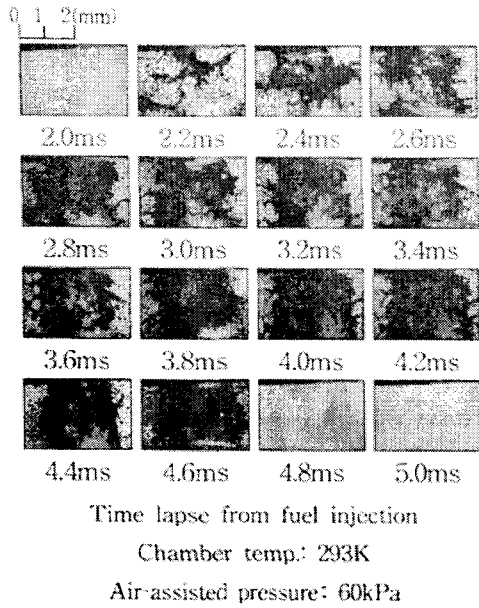 0 1 2(mm)
2.0ms 2.2ms 2.4ms 2.6ms
2.8ms 3.0ms 3.2ms 3.4ms
3.6ms 3.8ms 4.0ms 4.2ms
4.4ms 4.6ms 4.8ms 5.0ms
Time lapse from fuel injection
Chamber temp.: 293K
Air-assisted pressure: 60kPa